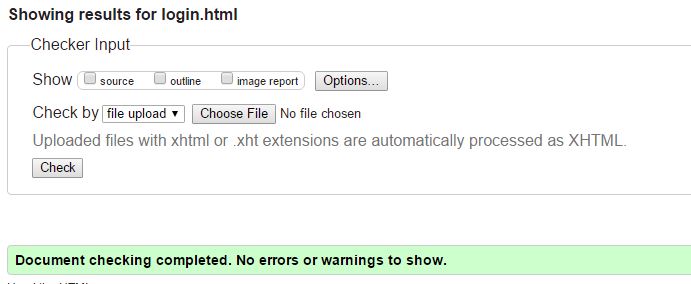 Showing results for login.html
Checker Input
Show source outline image report Options...
Check by file upload Choose File No file chosen
Uploaded files with xhtml or .xht extensions are automatically processed as XHTML.
Check
Document checking completed. No errors or warnings to show.